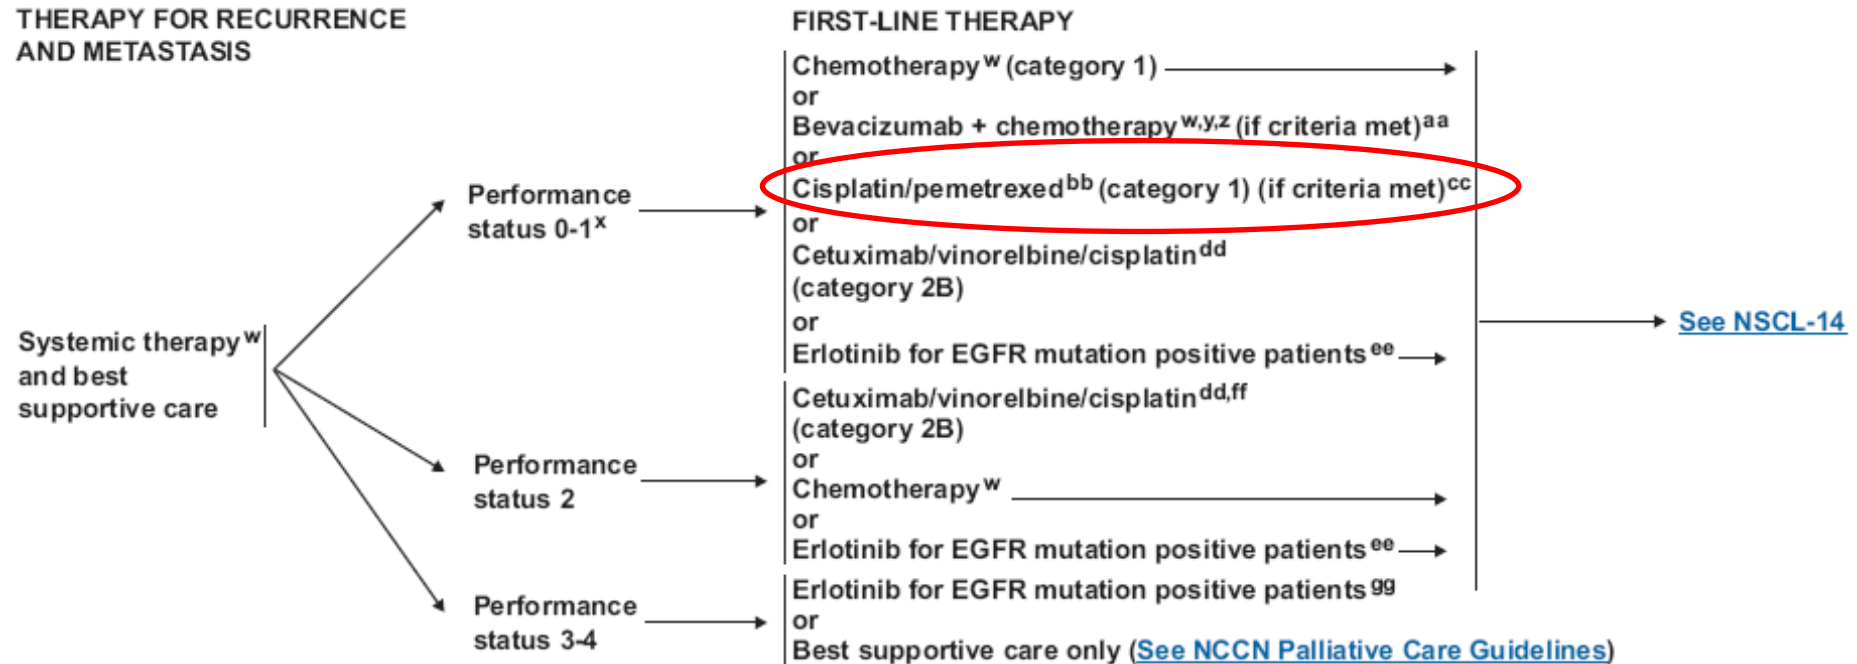 THERAPY FOR RECURRENCE
AND METASTASIS
Systemic therapy w
and best
supportive care
Performance
status 0-1x
Performance
status 2
Performance
status 3-4
FIRST-LINE THERAPY
Chemotherapy w (category 1)
or
Bevacizumab + chemotherapy w,y,z (if criteria met)aa
or
Cisplatin/pemetrexed bb (category 1) (if criteria met)cc
or
Cetuximab/vinorelbine/cisplatin dd
(category 2B)
or
Erlotinib for EGFR mutation positive patients ee
Cetuximab/vinorelbine/cisplatin dd,ff
(category 2B)
or
Chemotherapy w
or
Erlotinib for EGFR mutation positive patients ee
Erlotinib for EGFR mutation positive patients gg
or
Best supportive care only (See NCCN Palliative Care Guidelines)
See NSCL-14